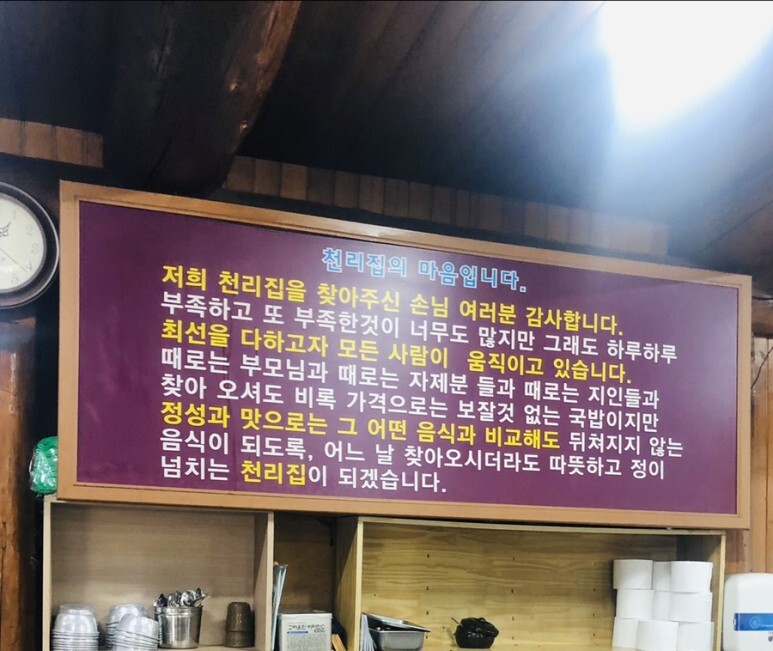 천리집의 마음입니다.
저희 천리집을 찾아주신 손님 여러분 감사합니다.
부족하고 또 부족한것이 너무도 많지만 그래도 하루하루
최선을 다하고자 모든 사람이 움직이고 있습니다.
때로는 부모님과 때로는 자제분 들과 때로는 지인들과
찾아 오셔도 비록 가격으로는 보잘것 없는 국밥이지만
정성과 맛으로는 그 어떤 음식과 비교해도 뒤쳐지지 않는
음식이 되도록, 어느 날 찾아오시더라도 따뜻하고 정이
넘치는 천리집이 되겠습니다.